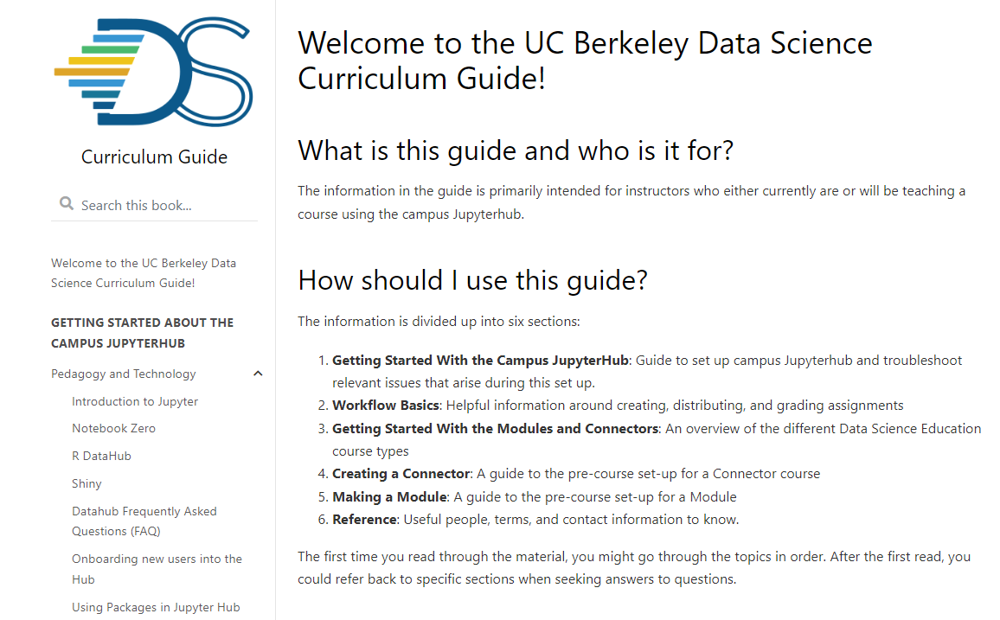 DS
Curriculum Guide
Search this book...
Welcome to the UC Berkeley Data
Science Curriculum Guide!
GETTING STARTED ABOUT THE
CAMPUS JUPYTERHUB
Pedagogy and Technology
Introduction to Jupyter
Notebook Zero
R DataHub
Shiny
Datahub Frequently Asked
Questions (FAQ)
Onboarding new users into the
Hub
Using Packages in Jupyter Hub
Welcome to the UC Berkeley Data Science
Curriculum Guide!
What is this guide and who is it for?
The information in the guide is primarily intended for instructors who either currently are or will be teaching a
course using the campus Jupyterhub.
How should I use this guide?
The information is divided up into six sections:
1. Getting Started With the Campus JupyterHub: Guide to set up campus Jupyterhub and troubleshoot
relevant issues that arise during this set up.
2. Workflow Basics: Helpful information around creating, distributing, and grading assignments
3. Getting Started With the Modules and Connectors: An overview of the different Data Science Education
course types
4. Creating a Connector: A guide to the pre-course set-up for a Connector course
5. Making a Module: A guide to the pre-course set-up for a Module
6. Reference: Useful people, terms, and contact information to know.
The first time you read through the material, you might go through the topics in order. After the first read, you
could refer back to specific sections when seeking answers to questions.